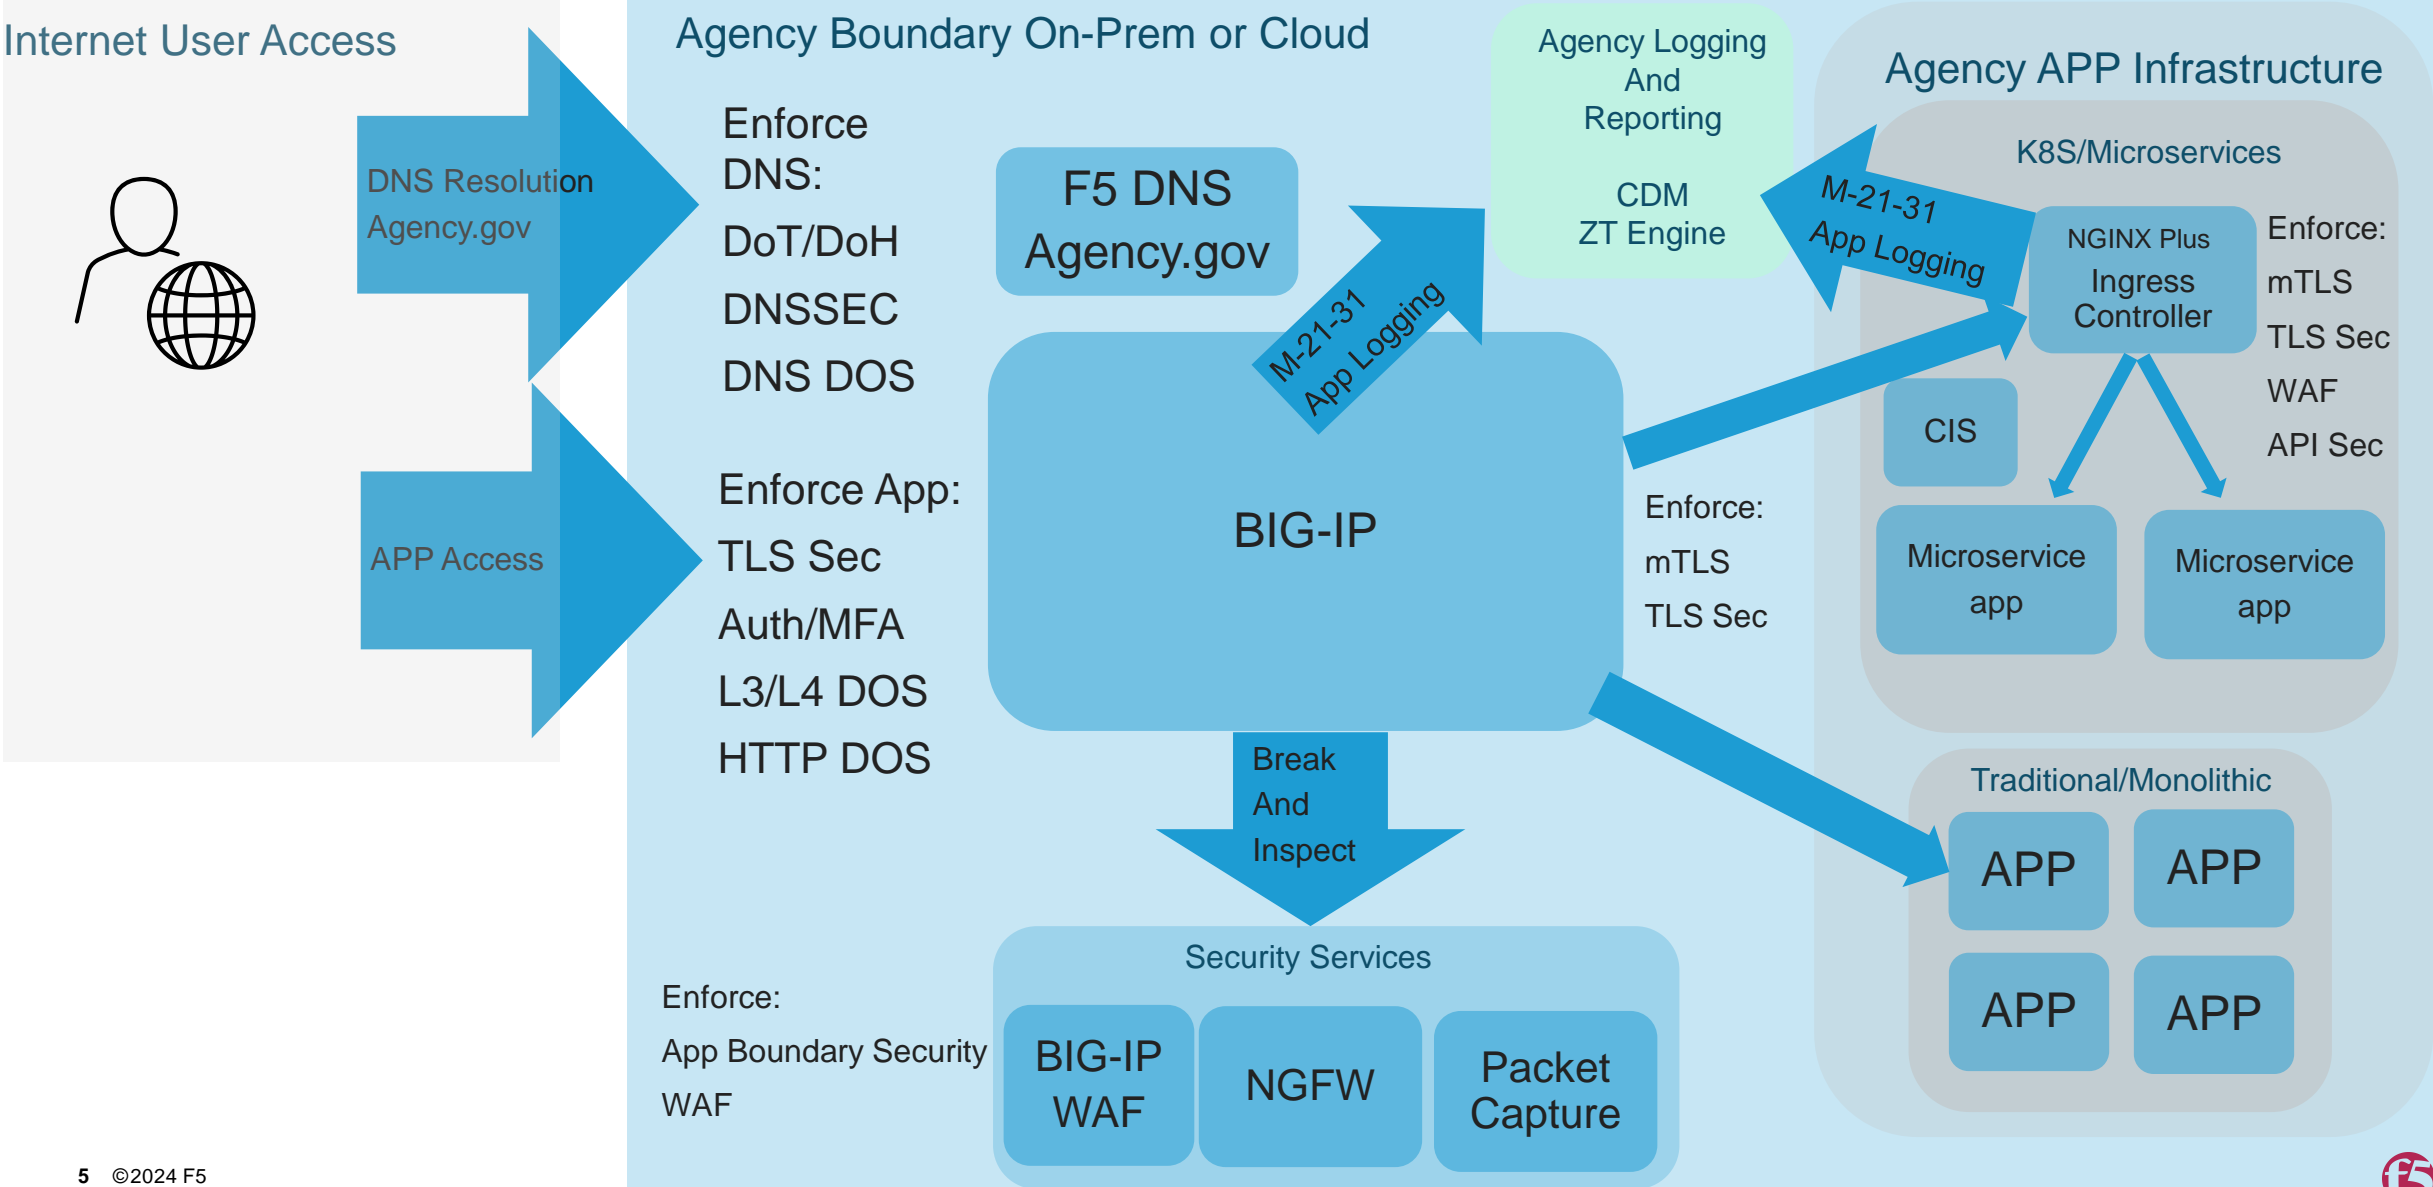 Internet User Access
DNS Resolution
Agency.gov
APP Access
Agency Boundary On-Prem or Cloud
Enforce
DNS:
DoT/DoH
DNSSEC
DNS DOS
Enforce App:
TLS Sec
Auth/MFA
L3/L4 DOS
HTTP DOS
F5 DNS
Agency.gov
BIG-IP
M-21-31
App Logging
Agency Logging
And
Reporting
CDM
ZT Engine
M-21-31
App Logging
Enforce:
mTLS
TLS Sec
Break
And
Inspect
Enforce:
App Boundary Security
WAF
Security Services
BIG-IP
WAF
NGFW
Packet
Capture
Agency APP Infrastructure
K8S/Microservices
NGINX Plus
Ingress
Controller
Enforce:
mTLS
TLS Sec
WAF
API Sec
CIS
Microservice
app
Microservice
app
Traditional/Monolithic
APP
APP
APP
APP
5 ©2024 F5
f5